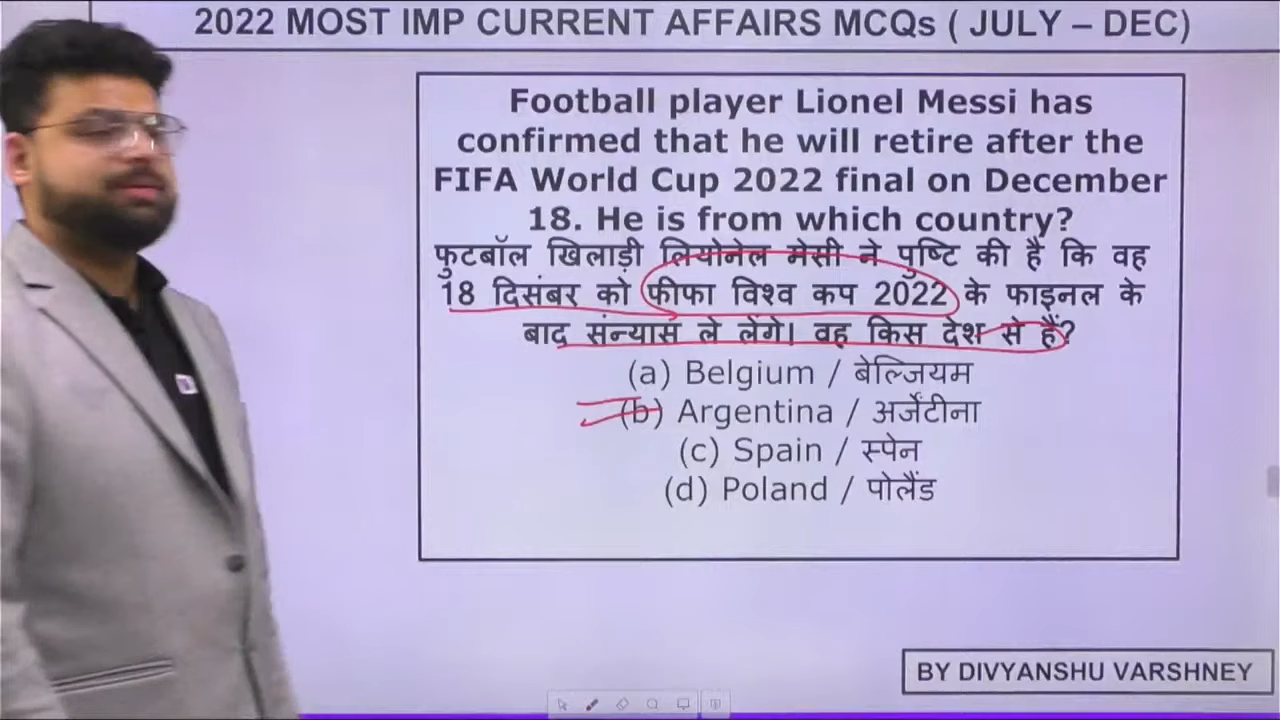 2022 MOST IMP CURRENT AFFAIRS MCQs ( JULY – DEC)
Football player Lionel Messi has
confirmed that he will retire after the
FIFA World Cup 2022 final on December
18. He is from which country?
फुटबॉल खिलाड़ी लियोनेल मेसी ने पुष्टि की है कि वह
18 दिसंबर को फीफा विश्व कप 2022 के फाइनल के
बाद संन्यास ले लेंगे। वह किस देश से हैं?
(a) Belgium / बेल्जियम
(b) Argentina / अर्जेंटीना
(c) Spain / स्पेन
(d) Poland / पोलैंड
BY DIVYANSHU VARSHNEY